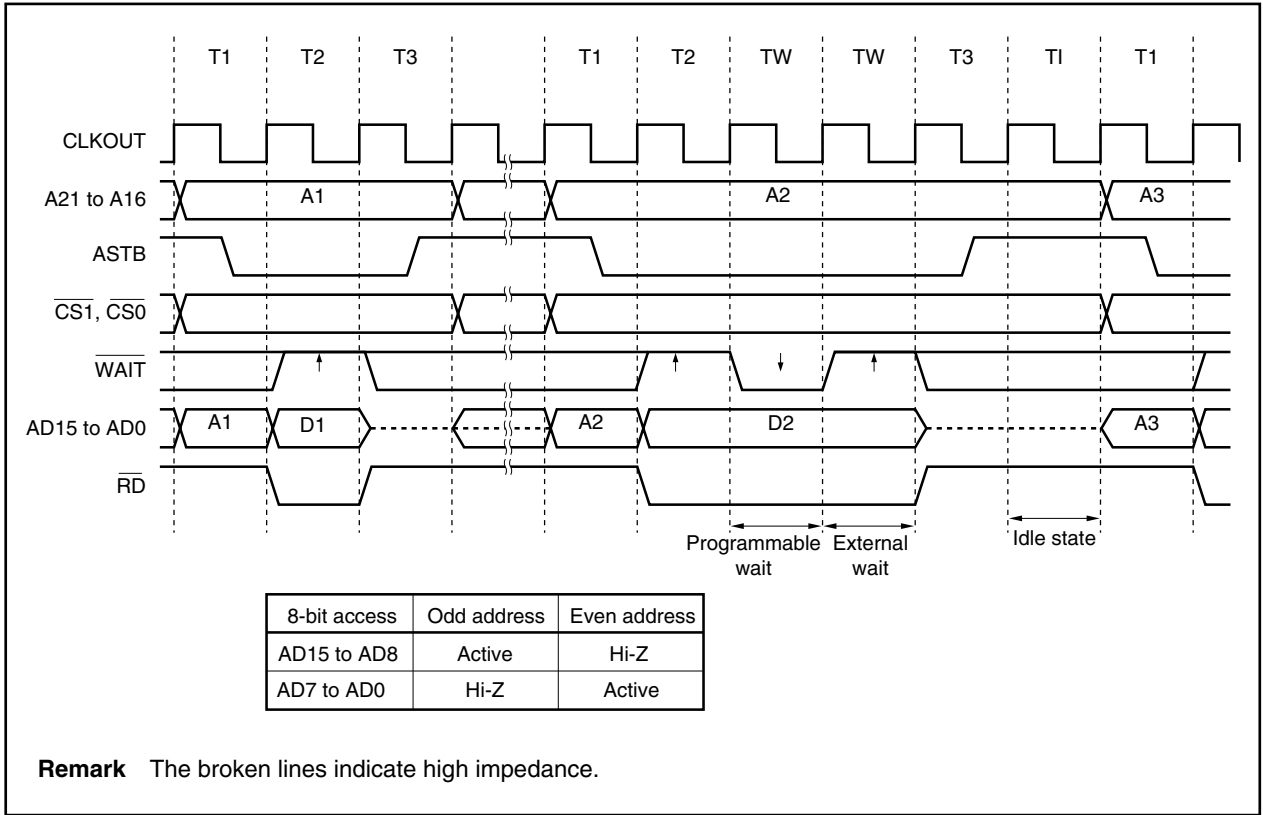 T1 T2 T3 T1 T2 TW TW T3 TI T1
CLKOUT
A21 to A16 A1 A2 A3
ASTB
CS1, CS0
WAIT
AD15 to AD0 A1 D1 A2 D2 A3
RD
Programmable wait
External wait
Idle state
8-bit access Odd address Even address
AD15 to AD8 Active Hi-Z
AD7 to AD0 Hi-Z Active
Remark The broken lines indicate high impedance.